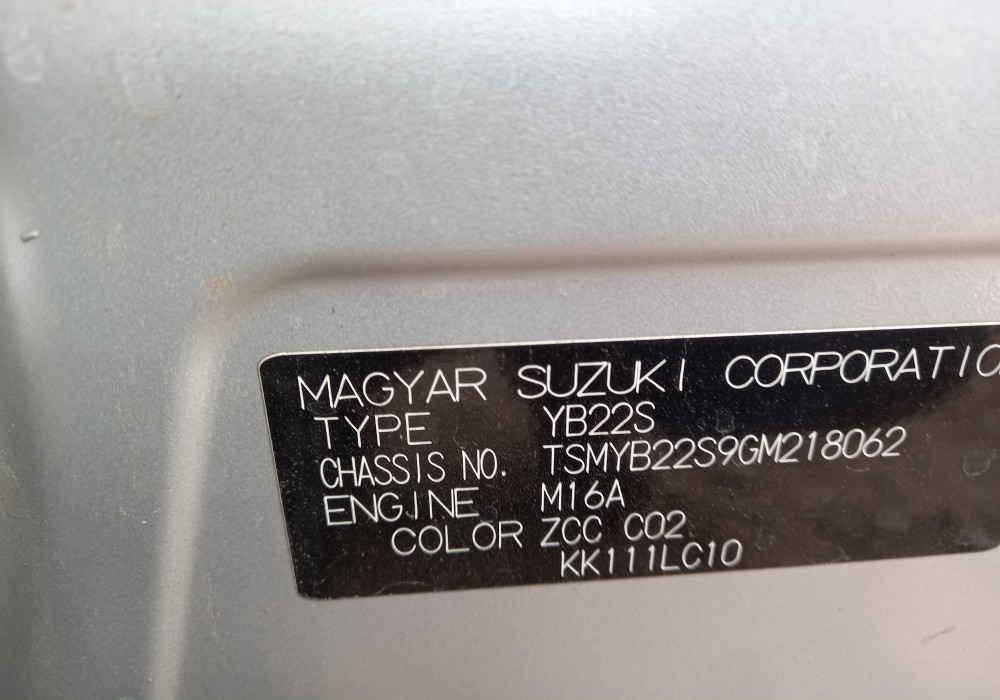 MAGYAR SUZUKI CORPORATIO
TYPE YB22S
CHASSIS NO. TSMYB22S9GM218062
ENGINE M16A
COLOR ZCC C02
KK111LC10